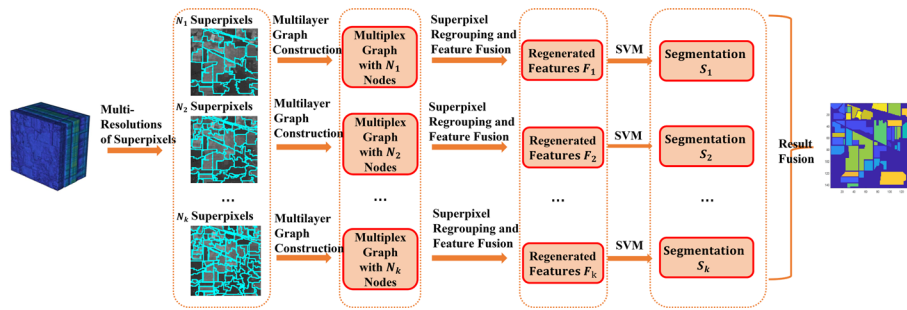 Multi-
Resolutions
of Superpixels
N₁ Superpixels
Multilayer
Graph
Construction
Multiplex
Graph
with N₁
Nodes
Superpixel
Regrouping and
Feature Fusion
Regenerated
Features F₁
SVM
Segmentation
S₁
N₂ Superpixels
Multilayer
Graph
Construction
Multiplex
Graph
with N₂
Nodes
Superpixel
Regrouping and
Feature Fusion
Regenerated
Features F₂
SVM
Segmentation
S₂
...
...
...
...
Nₖ Superpixels
Multilayer
Graph
Construction
Multiplex
Graph
with Nₖ
Nodes
Superpixel
Regrouping and
Feature Fusion
Regenerated
Features Fₖ
SVM
Segmentation
Sₖ
Result
Fusion